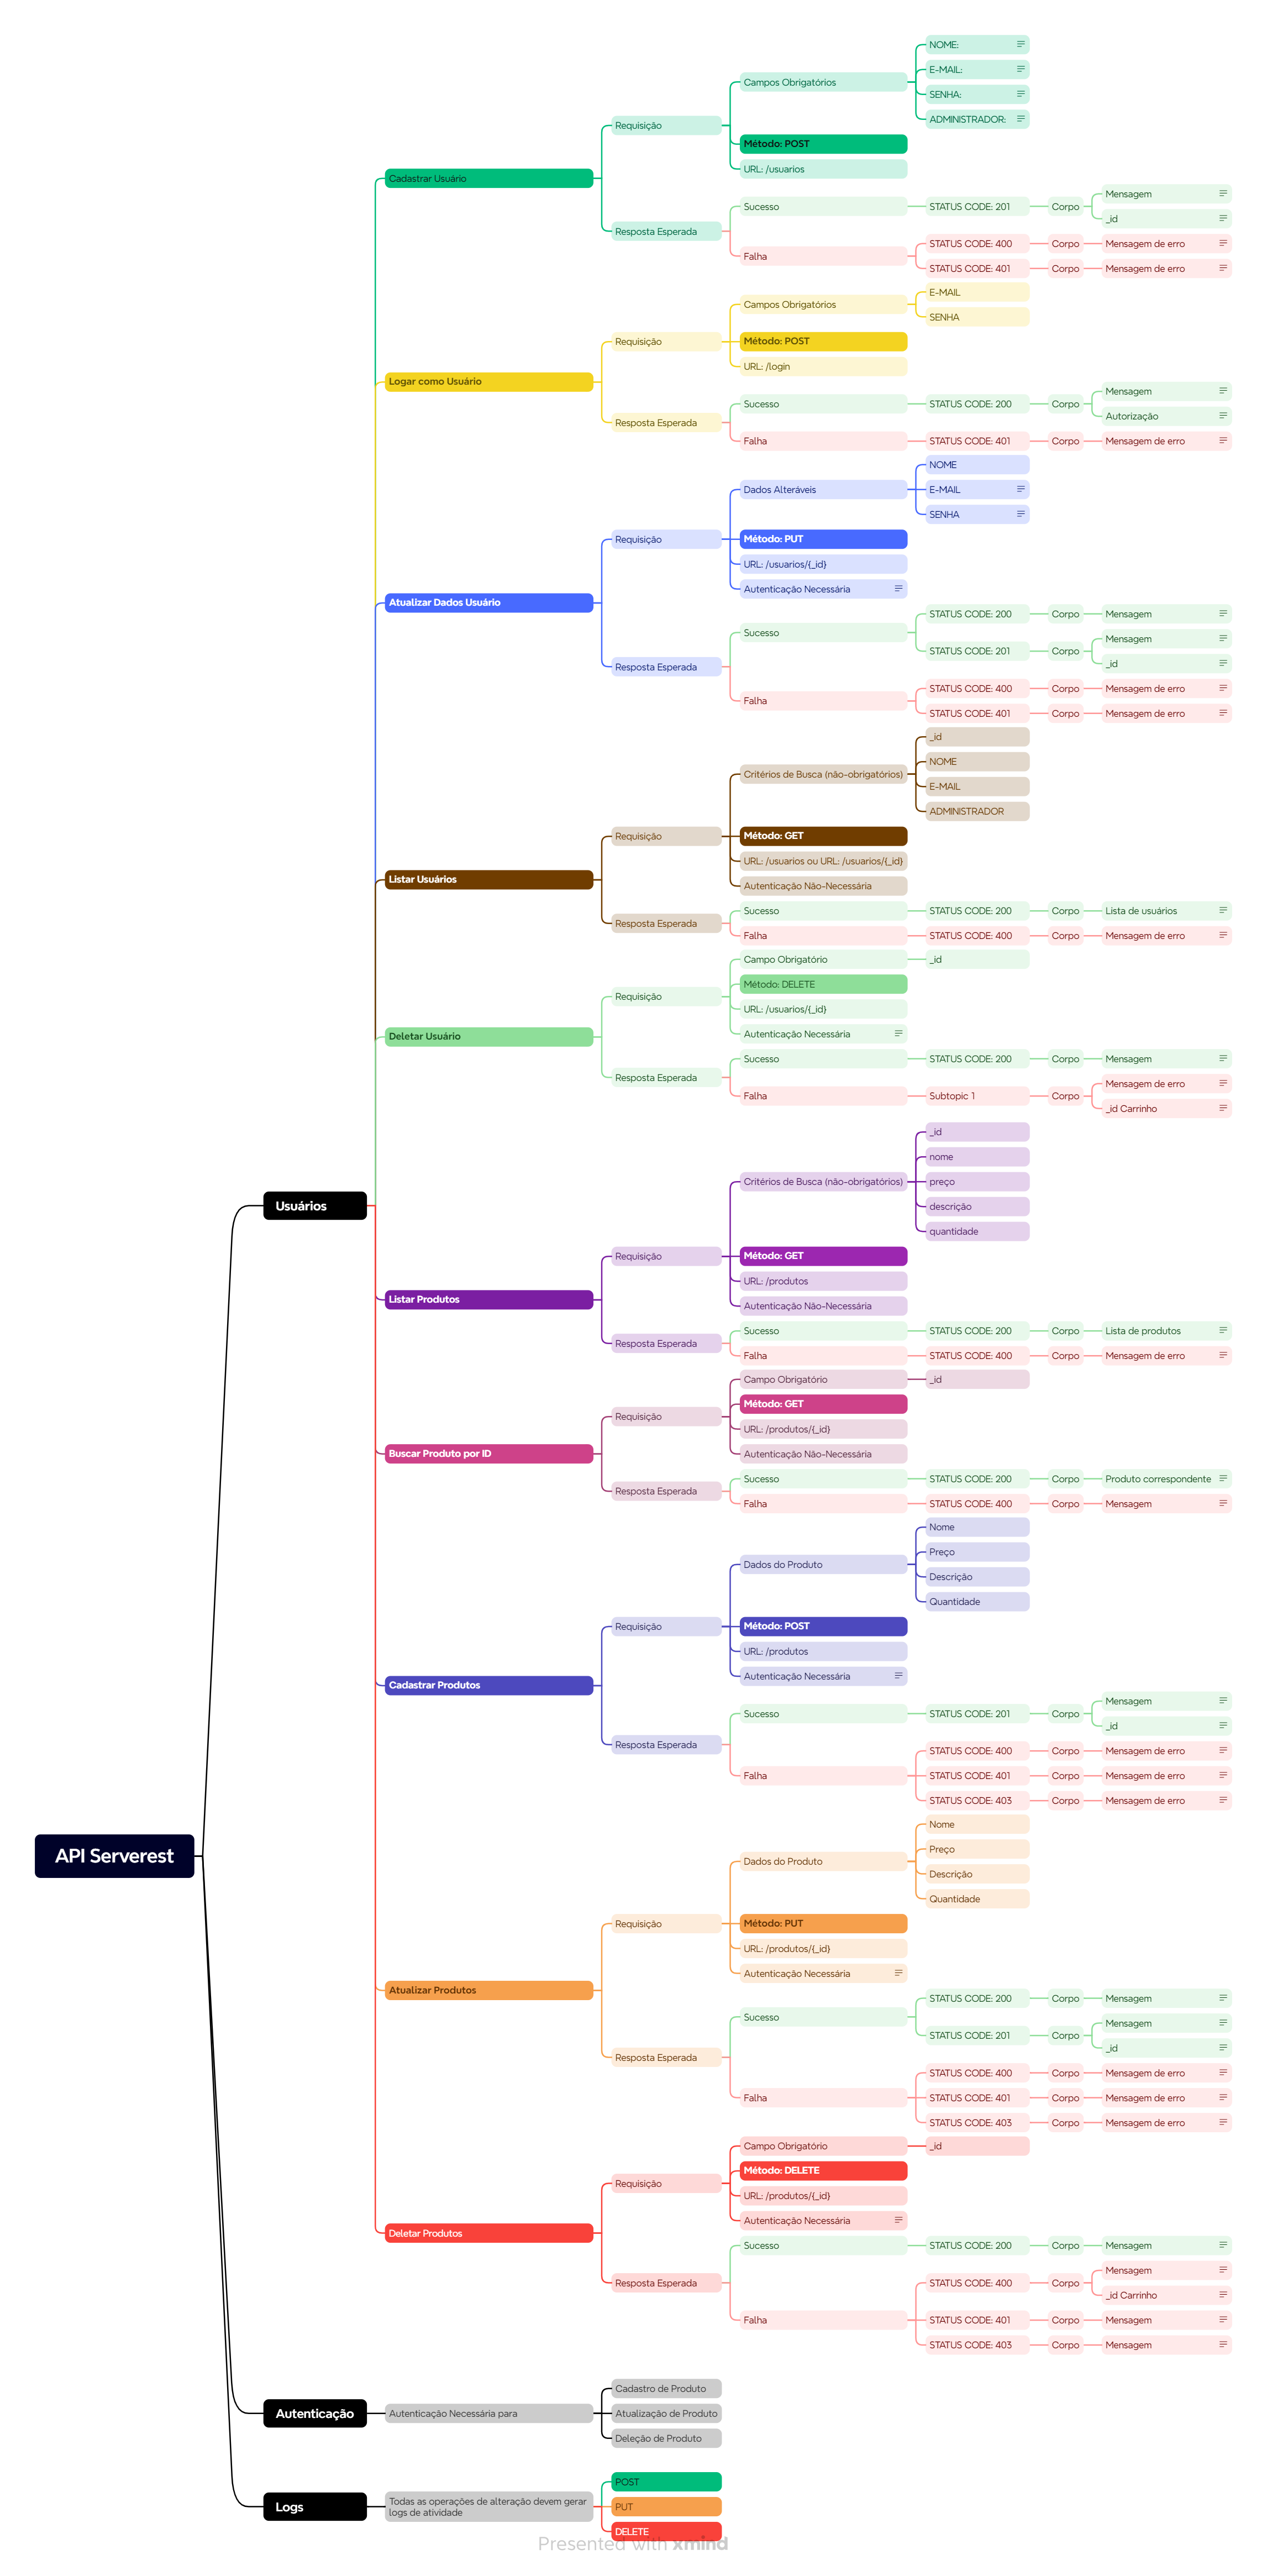 API Serverest
Usuários
Cadastrar Usuário
Requisição
Campos Obrigatórios
NOME:
E-MAIL:
SENHA:
ADMINISTRADOR:
Método: POST
URL: /usuarios
Resposta Esperada
Sucesso
STATUS CODE: 201
Corpo
Mensagem
_id
Falha
STATUS CODE: 400
Corpo
Mensagem de erro
STATUS CODE: 401
Corpo
Mensagem de erro
Logar como Usuário
Requisição
Campos Obrigatórios
E-MAIL
SENHA
Método: POST
URL: /login
Resposta Esperada
Sucesso
STATUS CODE: 200
Corpo
Mensagem
Autorização
Falha
STATUS CODE: 401
Corpo
Mensagem de erro
Atualizar Dados Usuário
Requisição
Dados Alteráveis
NOME
E-MAIL
SENHA
Método: PUT
URL: /usuarios/{_id}
Autenticação Necessária
Resposta Esperada
Sucesso
STATUS CODE: 200
Corpo
Mensagem
STATUS CODE: 201
Corpo
Mensagem
_id
Falha
STATUS CODE: 400
Corpo
Mensagem de erro
STATUS CODE: 401
Corpo
Mensagem de erro
Listar Usuários
Requisição
Critérios de Busca (não-obrigatórios)
_id
NOME
E-MAIL
ADMINISTRADOR
Método: GET
URL: /usuarios ou URL: /usuarios/{_id}
Autenticação Não-Necessária
Resposta Esperada
Sucesso
STATUS CODE: 200
Corpo
Lista de usuários
Falha
STATUS CODE: 400
Corpo
Mensagem de erro
Deletar Usuário
Requisição
Campo Obrigatório
_id
Método: DELETE
URL: /usuarios/{_id}
Autenticação Necessária
Resposta Esperada
Sucesso
STATUS CODE: 200
Corpo
Mensagem
Falha
Subtopic 1
Corpo
Mensagem de erro
_id Carrinho
Listar Produtos
Requisição
Critérios de Busca (não-obrigatórios)
_id
nome
preço
descrição
quantidade
Método: GET
URL: /produtos
Autenticação Não-Necessária
Resposta Esperada
Sucesso
STATUS CODE: 200
Corpo
Lista de produtos
Falha
STATUS CODE: 400
Corpo
Mensagem de erro
Buscar Produto por ID
Requisição
Campo Obrigatório
_id
Método: GET
URL: /produtos/{_id}
Autenticação Não-Necessária
Resposta Esperada
Sucesso
STATUS CODE: 200
Corpo
Produto correspondente
Falha
STATUS CODE: 400
Corpo
Mensagem
Cadastrar Produtos
Requisição
Dados do Produto
Nome
Preço
Descrição
Quantidade
Método: POST
URL: /produtos
Autenticação Necessária
Resposta Esperada
Sucesso
STATUS CODE: 201
Corpo
Mensagem
_id
Falha
STATUS CODE: 400
Corpo
Mensagem de erro
STATUS CODE: 401
Corpo
Mensagem de erro
STATUS CODE: 403
Corpo
Mensagem de erro
Atualizar Produtos
Requisição
Dados do Produto
Nome
Preço
Descrição
Quantidade
Método: PUT
URL: /produtos/{_id}
Autenticação Necessária
Resposta Esperada
Sucesso
STATUS CODE: 200
Corpo
Mensagem
STATUS CODE: 201
Corpo
Mensagem
_id
Falha
STATUS CODE: 400
Corpo
Mensagem de erro
STATUS CODE: 401
Corpo
Mensagem de erro
STATUS CODE: 403
Corpo
Mensagem de erro
Deletar Produtos
Requisição
Campo Obrigatório
_id
Método: DELETE
URL: /produtos/{_id}
Autenticação Necessária
Resposta Esperada
Sucesso
STATUS CODE: 200
Corpo
Mensagem
Falha
STATUS CODE: 400
Corpo
Mensagem
_id Carrinho
STATUS CODE: 401
Corpo
Mensagem
STATUS CODE: 403
Corpo
Mensagem
Autenticação
Autenticação Necessária para
Cadastro de Produto
Atualização de Produto
Deleção de Produto
Logs
Todas as operações de alteração devem gerar
logs de atividade
POST
PUT
DELETE
Presented with xmind